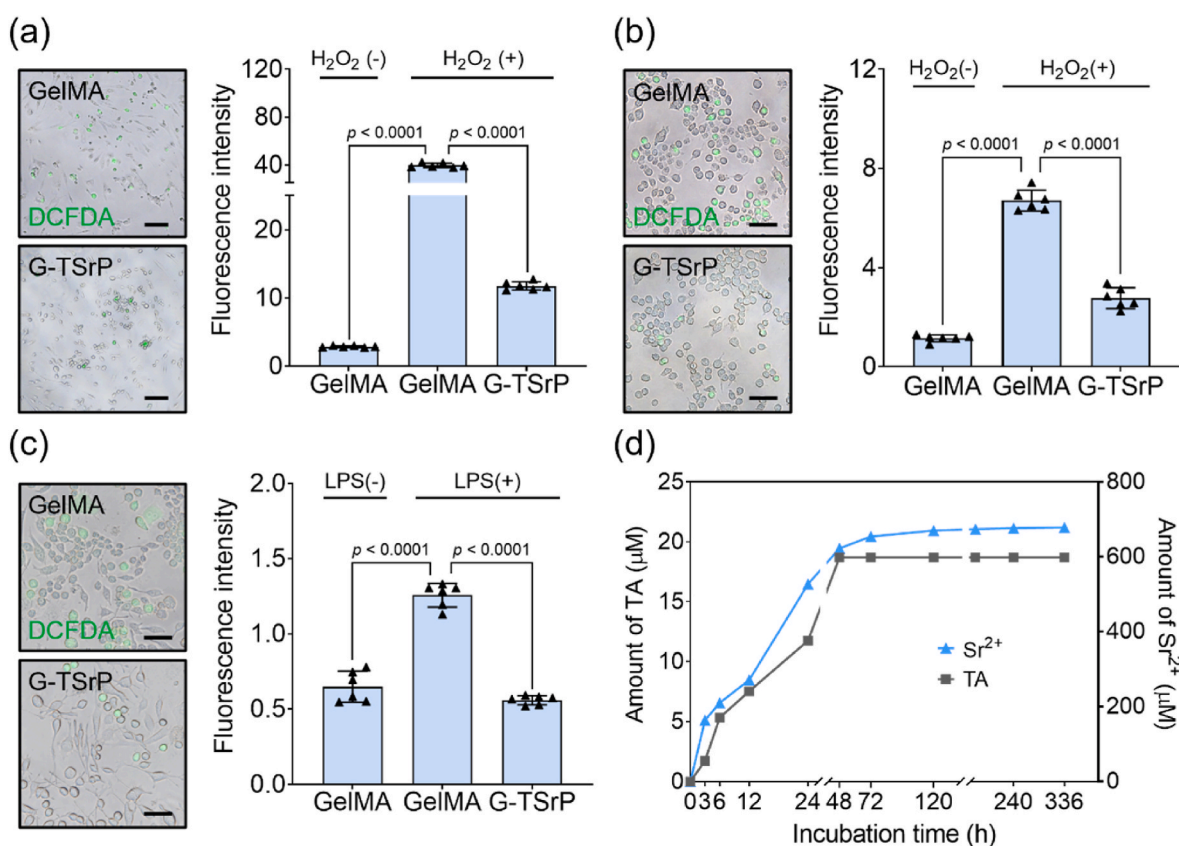 (a)
GelMA
DCFDA
G-TSrP
Fluorescence intensity
120
80
40
20
10
0
H₂O₂ (-)
H₂O₂ (+)
p < 0.0001
p < 0.0001
GelMA
GelMA
G-TSrP
(b)
GelMA
DCFDA
G-TSrP
Fluorescence intensity
12
8
4
0
H₂O₂(-)
H₂O₂(+)
p < 0.0001
p < 0.0001
GelMA
GelMA
G-TSrP
(c)
GelMA
DCFDA
G-TSrP
Fluorescence intensity
2.0
1.5
1.0
0.5
0.0
LPS(-)
LPS(+)
p < 0.0001
p < 0.0001
GelMA
GelMA
G-TSrP
(d)
Amount of TA (μM)
25
20
15
10
5
0
Sr²⁺
TA
800
600
400
200
0
Amount of Sr²⁺
(μM)
0 3 6 12 24 48 72 120 240 336
Incubation time (h)